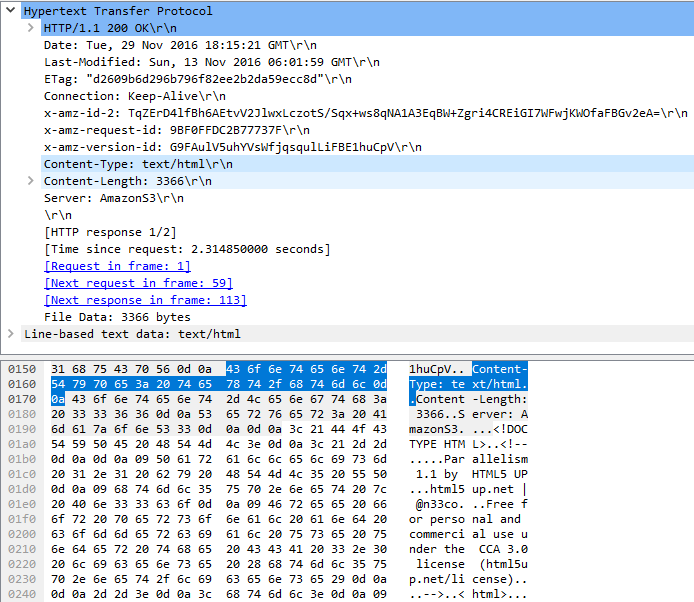 Hypertext Transfer Protocol
HTTP/1.1 200 OK\r\n
Date: Tue, 29 Nov 2016 18:15:21 GMT\r\n
Last-Modified: Sun, 13 Nov 2016 06:01:59 GMT\r\n
ETag: "d2609b6d296b796f82ee2b2da59ecc8d"\r\n
Connection: Keep-Alive\r\n
x-amz-id-2: TqZErD4lfBh6AEtvV2JlwxLczotS/Sqx+ws8qNA1A3EqBW+Zgri4CREiGI7WFwjKWOfaFBGv2eA=\r\n
x-amz-request-id: 9BF0FFDC2B77737F\r\n
x-amz-version-id: G9FAulV5uhYVsWfjqsqulLiFBE1huCpV\r\n
Content-Type: text/html\r\n
Content-Length: 3366\r\n
Server: AmazonS3\r\n
\r\n
[HTTP response 1/2]
[Time since request: 2.314850000 seconds]
[Request in frame: 1]
[Next request in frame: 59]
[Next response in frame: 113]
File Data: 3366 bytes
Line-based text data: text/html
0150 31 68 75 43 70 56 0d 0a 43 6f 6e 74 65 6e 74 2d 1huCpV..Content-
0160 54 79 70 65 3a 20 74 65 78 74 2f 68 74 6d 6c 0d Type: text/html.
0170 0a 43 6f 6e 74 65 6e 74 2d 4c 65 6e 67 74 68 3a .Content-Length:
0180 20 33 33 36 36 0d 0a 53 65 72 76 65 72 3a 20 41 3366..Server: A
0190 6d 61 7a 6f 6e 53 33 0d 0a 0d 0a 3c 21 44 4f 43 mazonS3....<!DOC
01a0 54 59 50 45 20 48 54 4d 4c 3e 0d 0a 3c 21 2d 2d TYPE HTML>..<!--
01b0 0d 0a 0d 0a 09 50 61 72 61 6c 6c 65 6c 69 73 6d .....Parallelism
01c0 20 31 2e 31 20 62 79 20 48 54 4d 4c 35 20 55 50 1.1 by HTML5 UP
01d0 0d 0a 09 68 74 6d 6c 35 75 70 2e 6e 65 74 20 7c ...html5up.net |
01e0 20 40 6e 33 33 63 6f 0d 0a 09 46 72 65 65 20 66 @n33co...Free f
01f0 6f 72 20 70 65 72 73 6f 6e 61 6c 20 61 6e 64 20 or personal and
0200 63 6f 6d 6d 65 72 63 69 61 6c 20 75 73 65 20 75 commercial use u
0210 6e 64 65 72 20 74 68 65 20 43 43 41 20 33 2e 30 nder the CCA 3.0
0220 20 6c 69 63 65 6e 73 65 20 28 68 74 6d 6c 35 75 license (html5u
0230 70 2e 6e 65 74 2f 6c 69 63 65 6e 73 65 29 0d 0a p.net/license)..
0240 0d 0a 2d 2d 3e 0d 0a 3c 68 74 6d 6c 3e 0d 0a 09 ..-->..<html>...